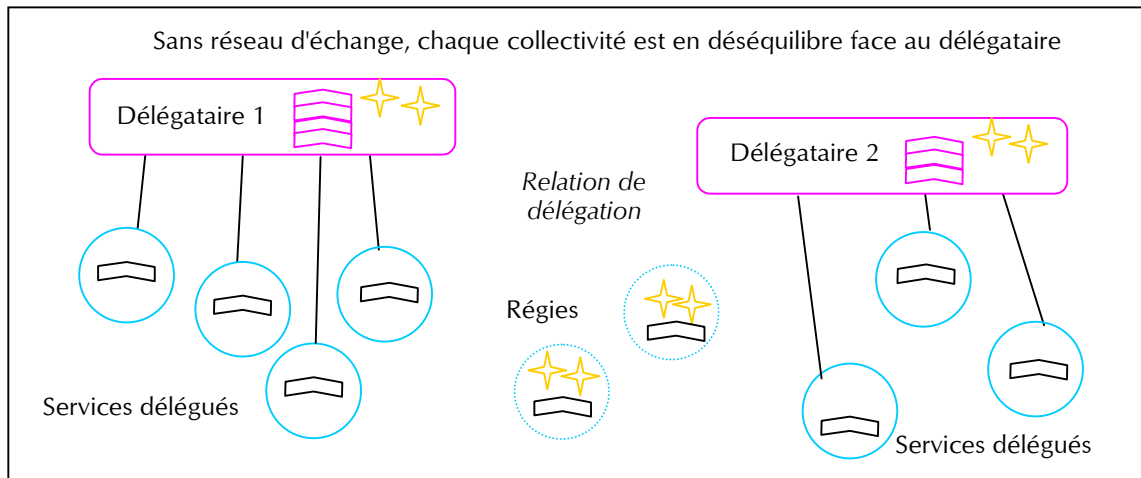 Sans réseau d'échange, chaque collectivité est en déséquilibre face au délégataire
Délégataire 1
Délégataire 2
Relation de
délégation
Régies
Services délégués
Services délégués